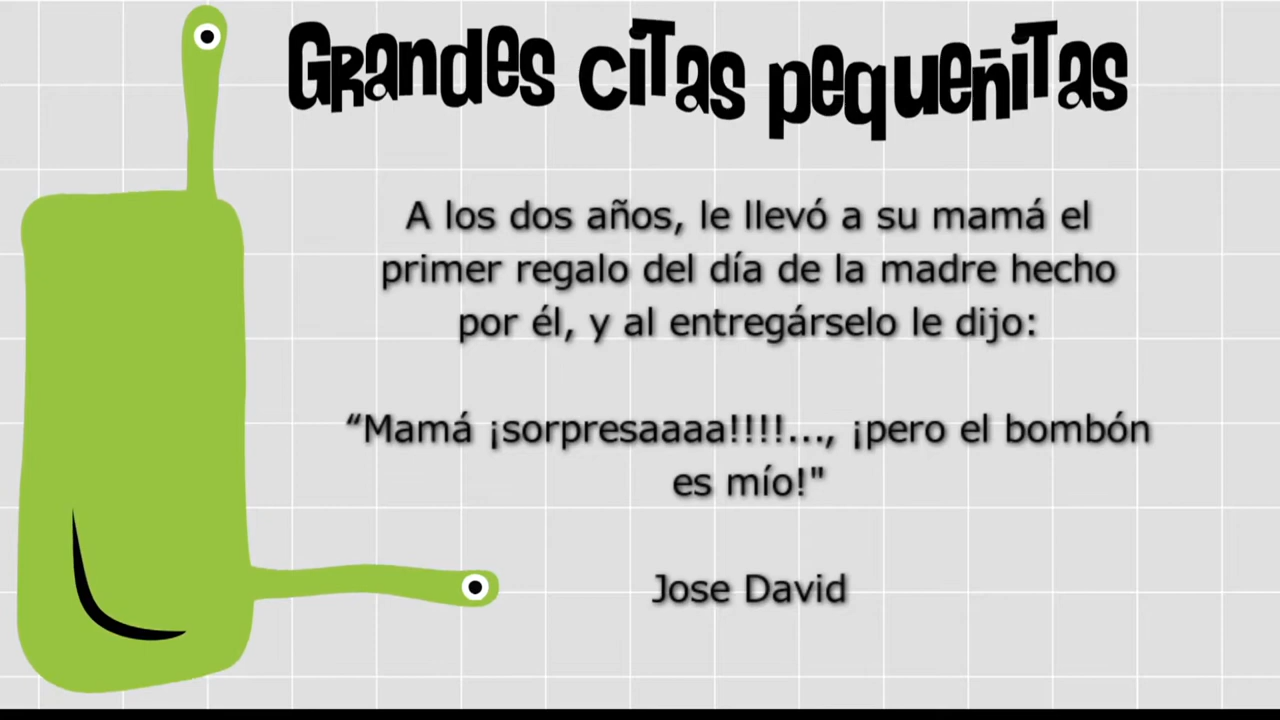 Grandes citas pequeñitas
A los dos años, le llevó a su mamá el
primer regalo del día de la madre hecho
por él, y al entregárselo le dijo:
“Mamá ¡sorpresaaaa!!!!..., ¡pero el bombón
es mío!"
Jose David